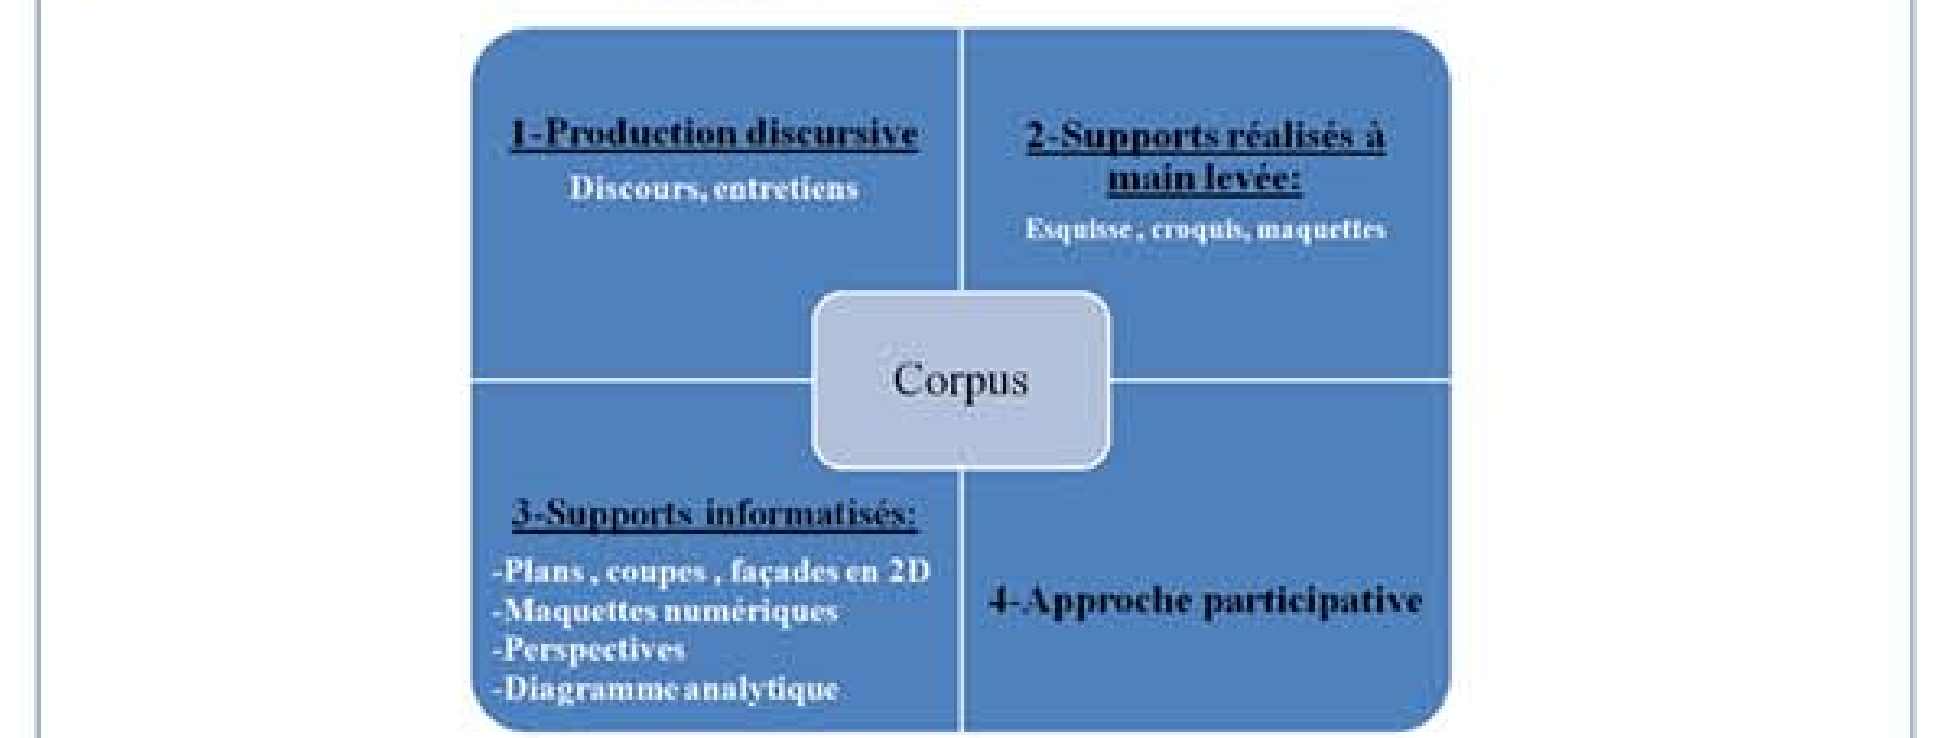 1-Production discursive
Discours, entretiens
2-Supports réalisés à
main levée:
Esquisse , croquis, maquettes
Corpus
3-Supports informatisés:
-Plans , coupes , façades en 2D
-Maquettes numériques
-Perspectives
-Diagramme analytique
4-Approche participative